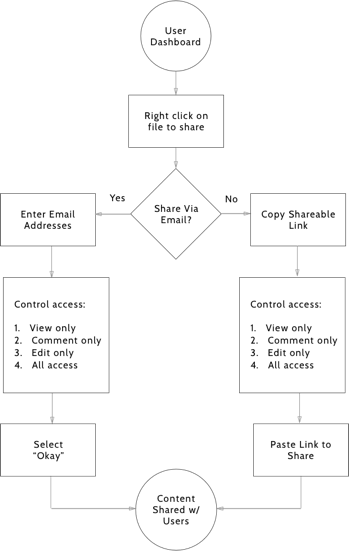 User
Dashboard
Right click on
file to share
Share Via
Email?
Yes
No
Enter Email
Addresses
Copy Shareable
Link
Control access:
1. View only
2. Comment only
3. Edit only
4. All access
Control access:
1. View only
2. Comment only
3. Edit only
4. All access
Select
“Okay”
Paste Link to
Share
Content
Shared w/
Users